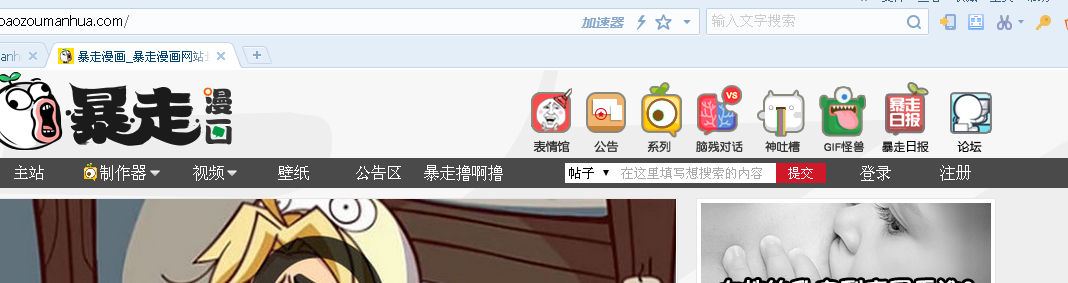 baozoumanhua.com/
加速器
输入文字搜索
暴走漫画_暴走漫画网站
暴走漫画
VS
暴走日报
表情馆 公告 系列 脑残对话 神吐槽 GIF怪兽 暴走日报 论坛
主站 制作器 视频 壁纸 公告区 暴走撸啊撸 帖子 在这里填写想搜索的内容 提交 登录 注册